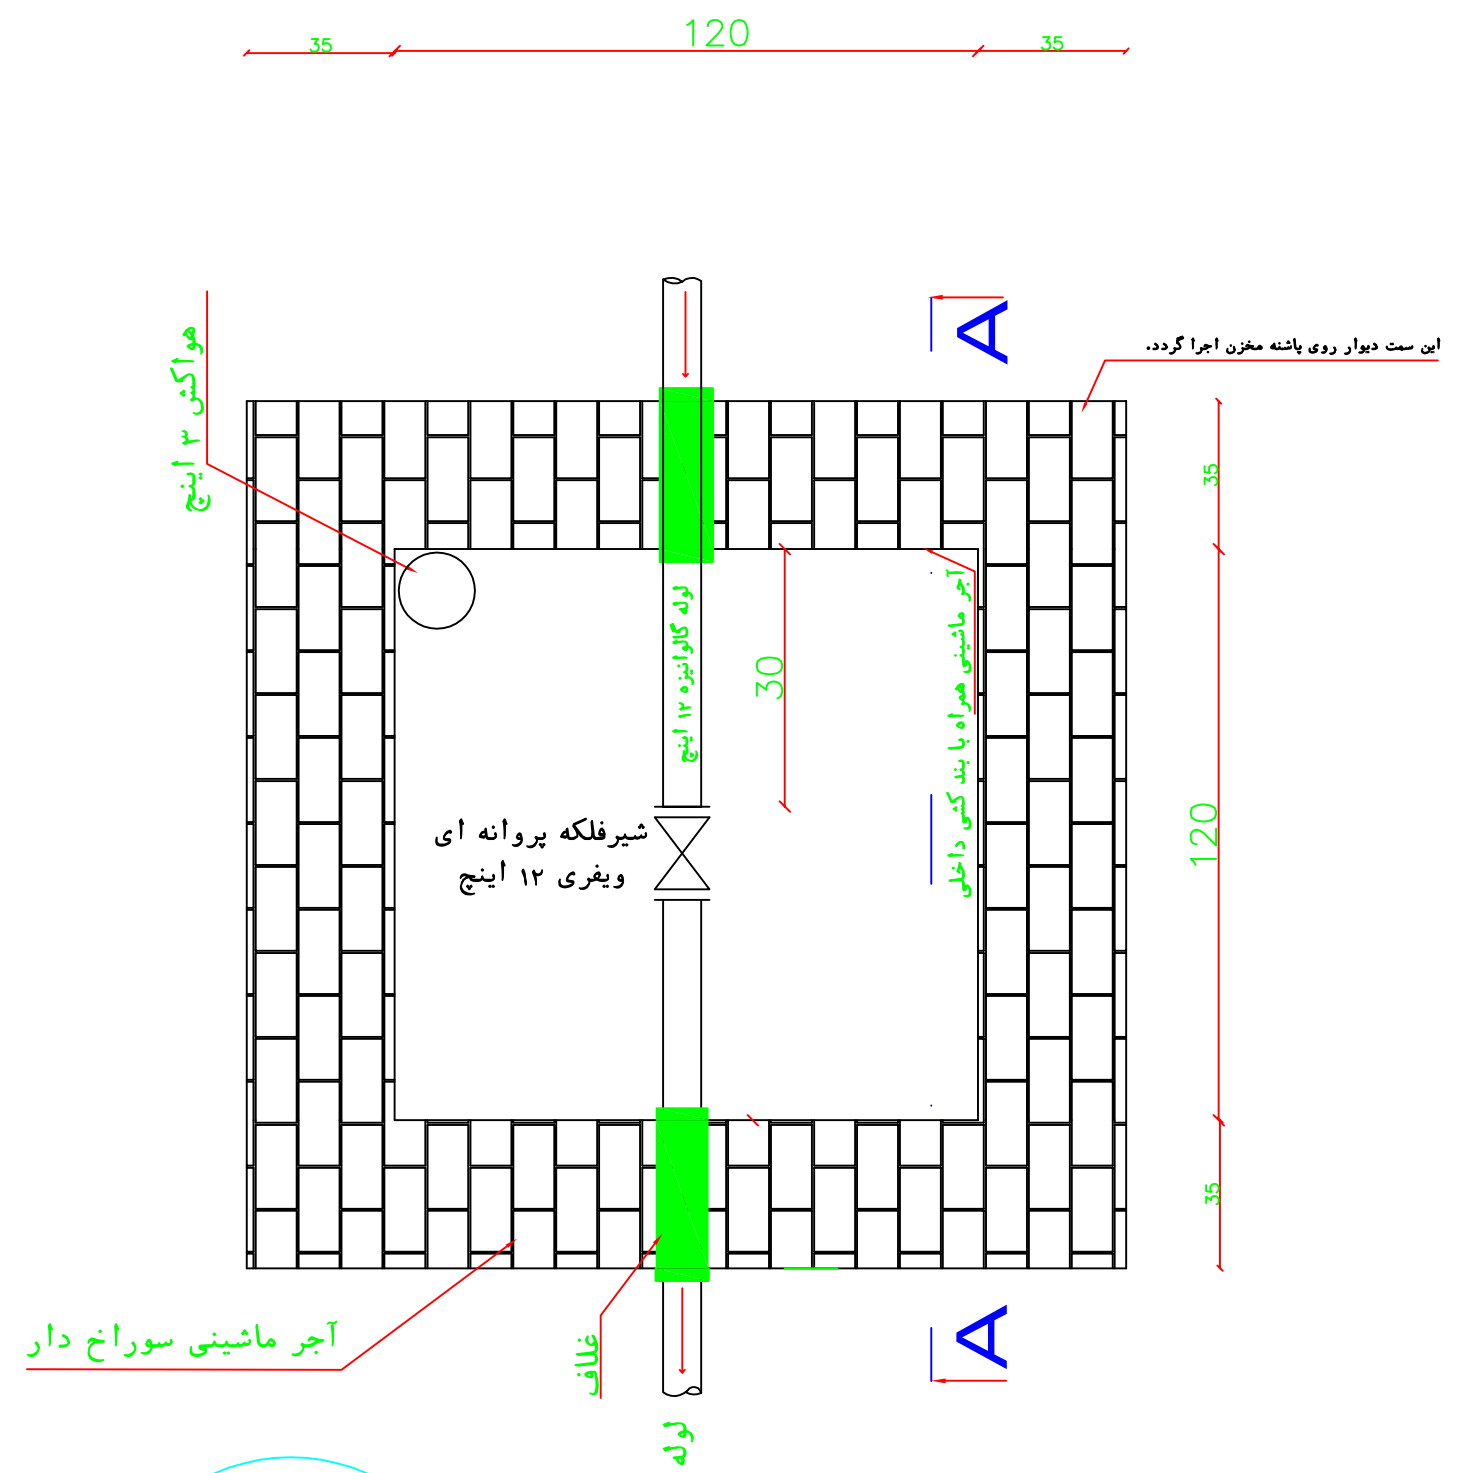 35
120
35
A
این سمت دیوار روی پاشنه مخزن اجرا گردد.
هواکش ۳ اینچ
35
لوله گالوانیزه ۱۲ اینچ
30
آجر ماشینی همراه با بند کشی داخلی
120
شیرفلکه پروانه ای
ویفری ۱۲ اینچ
35
آجر ماشینی سوراخ دار
غلاف
A
لوله